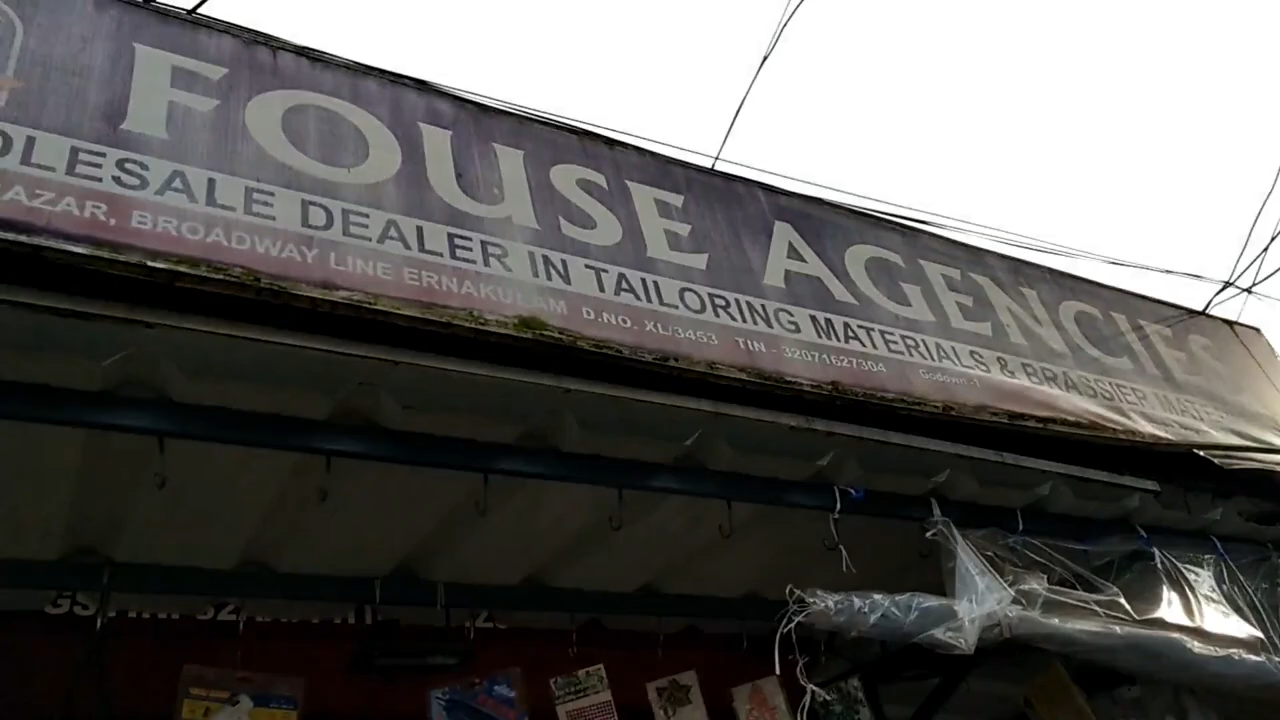 FOUSE AGENCIES
OLESALE DEALER IN TAILORING MATERIALS & BRASSIER MATE
AZAR, BROADWAY LINE ERNAKULAM D.NO. XL/3453 TIN - 32071627304 Godown -1